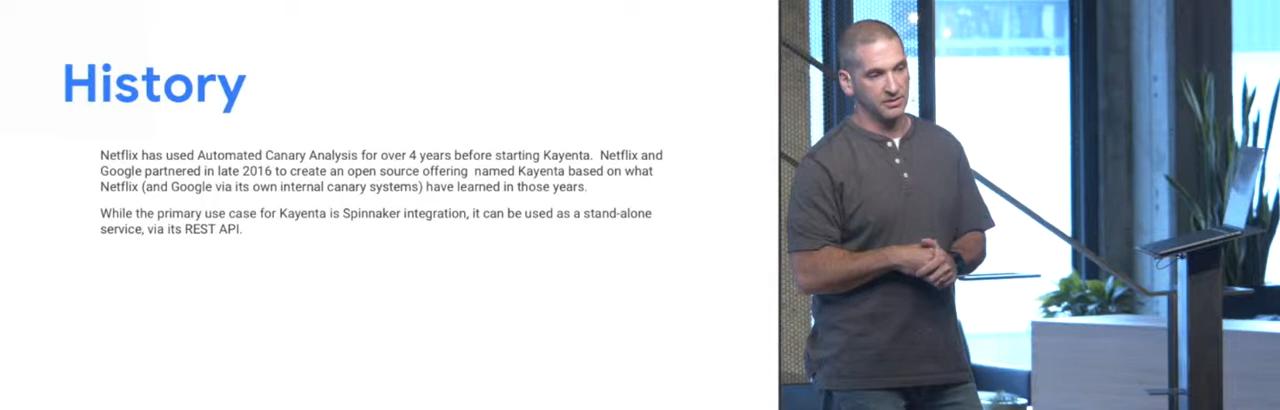 History
Netflix has used Automated Canary Analysis for over 4 years before starting Kayenta.  Netflix and
Google partnered in late 2016 to create an open source offering  named Kayenta based on what
Netflix (and Google via its own internal canary systems) have learned in those years.
While the primary use case for Kayenta is Spinnaker integration, it can be used as a stand-alone
service, via its REST API.